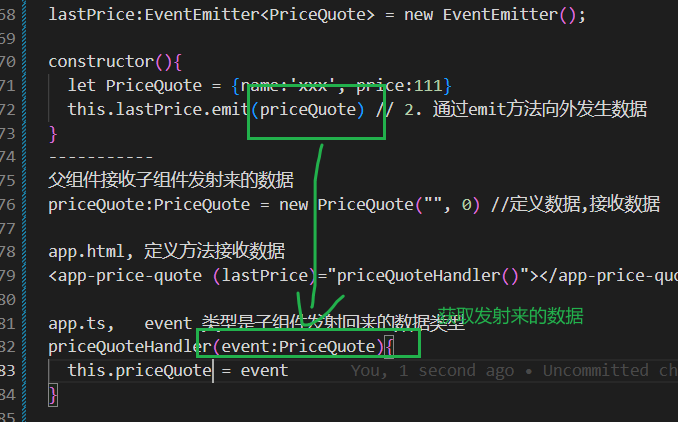 68 lastPrice:EventEmitter<PriceQuote> = new EventEmitter();
69
70 constructor(){
71 let PriceQuote = {name:'xxx', price:111}
72 this.lastPrice.emit(priceQuote) // 2. 通过emit方法向外发生数据
73 }
74 -----------
75 父组件接收子组件发射来的数据
76 priceQuote:PriceQuote = new PriceQuote("", 0) //定义数据,接收数据
77
78 app.html, 定义方法接收数据
79 <app-price-quote (lastPrice)="priceQuoteHandler()"></app-price-quo
80
81 app.ts, event 类型是子组件发射回来的数据类型
获取发射来的数据
82 priceQuoteHandler(event:PriceQuote){
83 this.priceQuote = event You, 1 second ago • Uncommitted ch
84 }
85